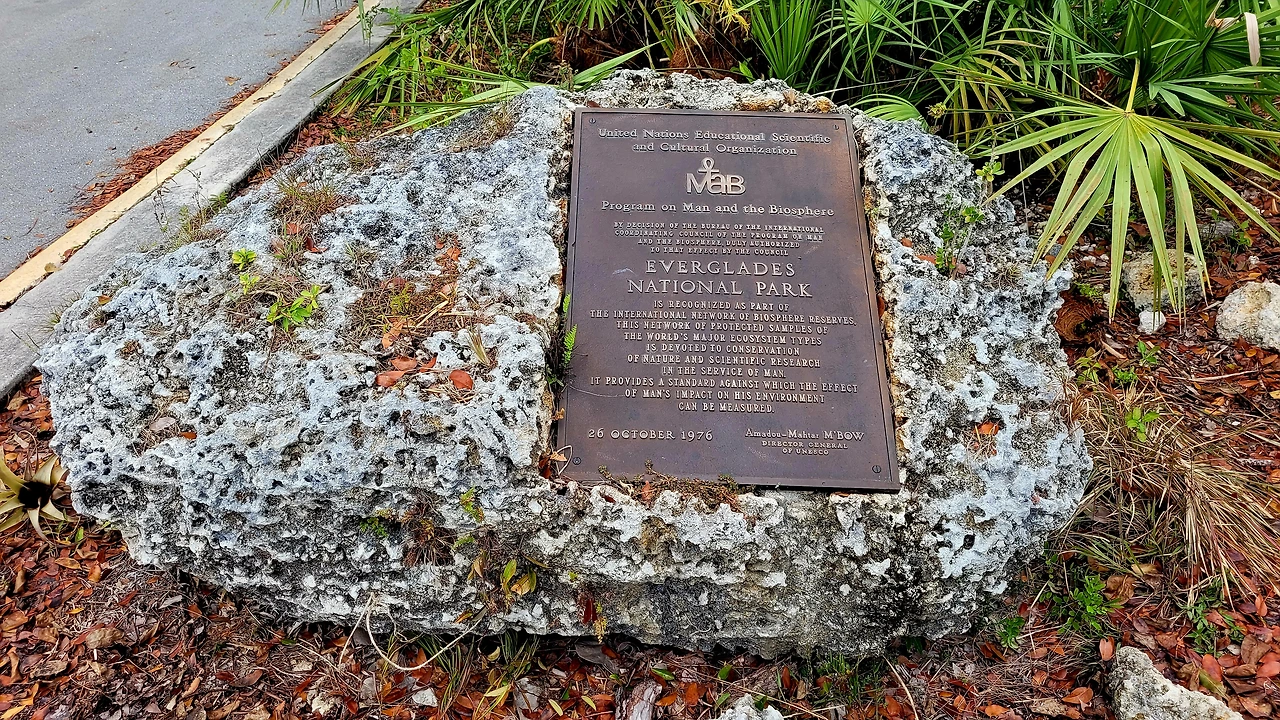 United Nations Educational Scientific
and Cultural Organization
MaB
Program on Man and the Biosphere
BY DECISION OF THE BUREAU OF THE INTERNATIONAL
COORDINATING COUNCIL OF THE PROGRAM ON MAN
AND THE BIOSPHERE, DULY AUTHORIZED
TO THAT EFFECT BY THE COUNCIL
EVERGLADES
NATIONAL PARK
IS RECOGNIZED AS PART OF
THE INTERNATIONAL NETWORK OF BIOSPHERE RESERVES.
THIS NETWORK OF PROTECTED SAMPLES OF
THE WORLD'S MAJOR ECOSYSTEM TYPES
IS DEVOTED TO CONSERVATION
OF NATURE AND SCIENTIFIC RESEARCH
IN THE SERVICE OF MAN.
IT PROVIDES A STANDARD AGAINST WHICH THE EFFECT
OF MAN'S IMPACT ON HIS ENVIRONMENT
CAN BE MEASURED.
26 OCTOBER 1976
Amadou-Mahtar M'BOW
DIRECTOR GENERAL
OF UNESCO